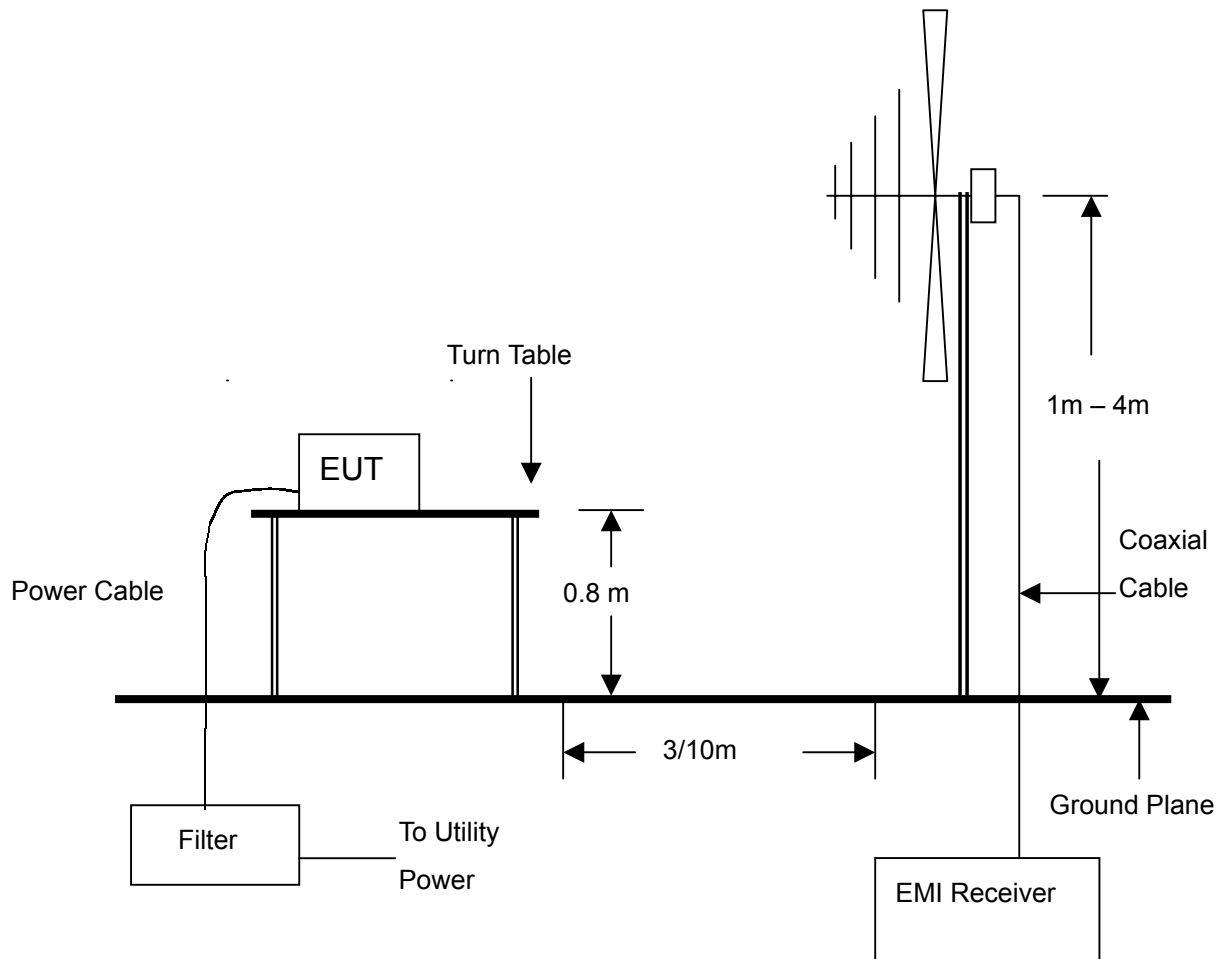 Turn Table
1m – 4m
EUT
Coaxial
Cable
Power Cable
0.8 m
3/10m
Ground Plane
Filter
To Utility
Power
EMI Receiver